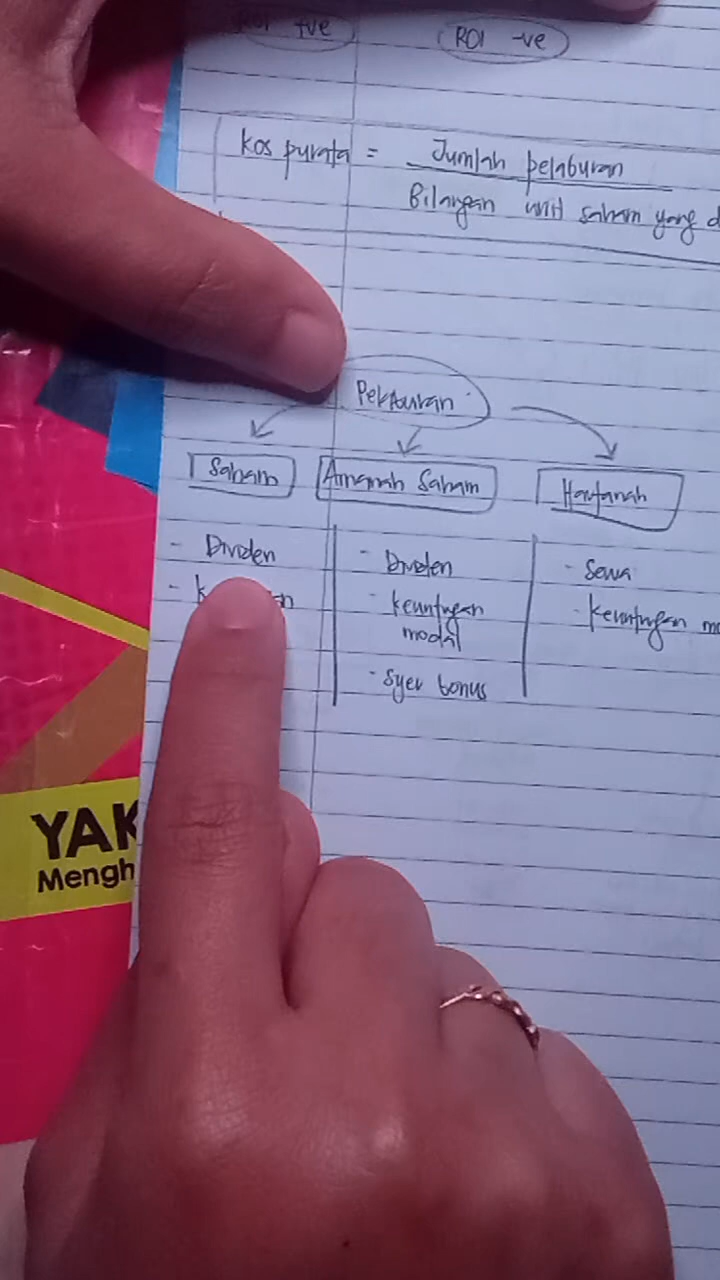 +ve
ROI -ve
Kos purata = Jumlah pelaburan
Bilangan unit saham yang
Pelaburan
Saham
Amanah Saham
Hartanah
- Dividen
- Dividen
- keuntungan
modal
- Syer bonus
- Sewa
- keuntungan
YAK
Mengh